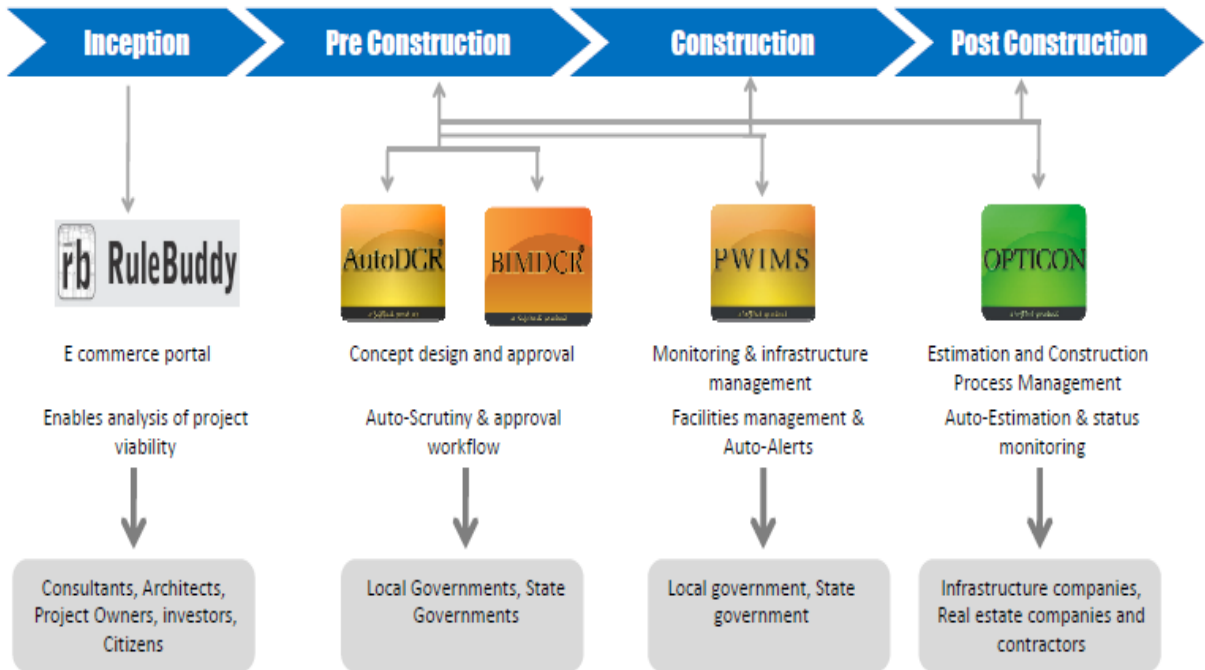 Inception
Pre Construction
Construction
Post Construction
rb RuleBuddy
AutoDCR®
BIMDCR®
PWIMS
OPTICON
E commerce portal
Enables analysis of project
viability
Concept design and approval
Auto-Scrutiny & approval
workflow
Monitoring & infrastructure
management
Facilities management &
Auto-Alerts
Estimation and Construction
Process Management
Auto-Estimation & status
monitoring
Consultants, Architects,
Project Owners, investors,
Citizens
Local Governments, State
Governments
Local government, State
government
Infrastructure companies,
Real estate companies and
contractors